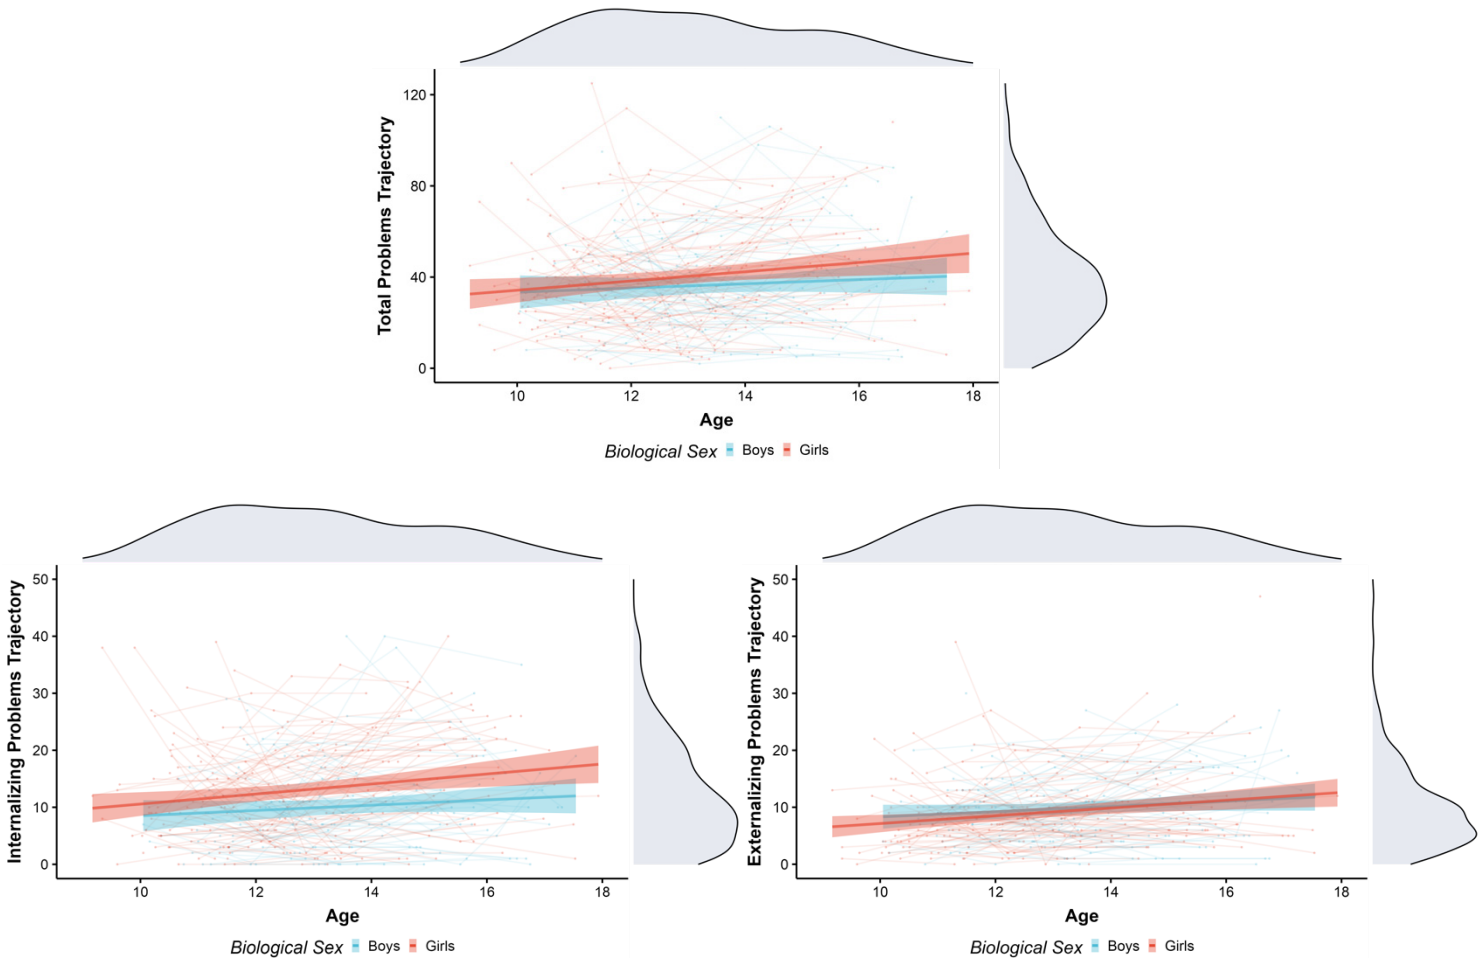 Total Problems Trajectory
120
80
40
0
10 12 14 16 18
Age
Biological Sex Boys Girls
Internalizing Problems Trajectory
50
40
30
20
10
0
10 12 14 16 18
Age
Biological Sex Boys Girls
Externalizing Problems Trajectory
50
40
30
20
10
0
10 12 14 16 18
Age
Biological Sex Boys Girls